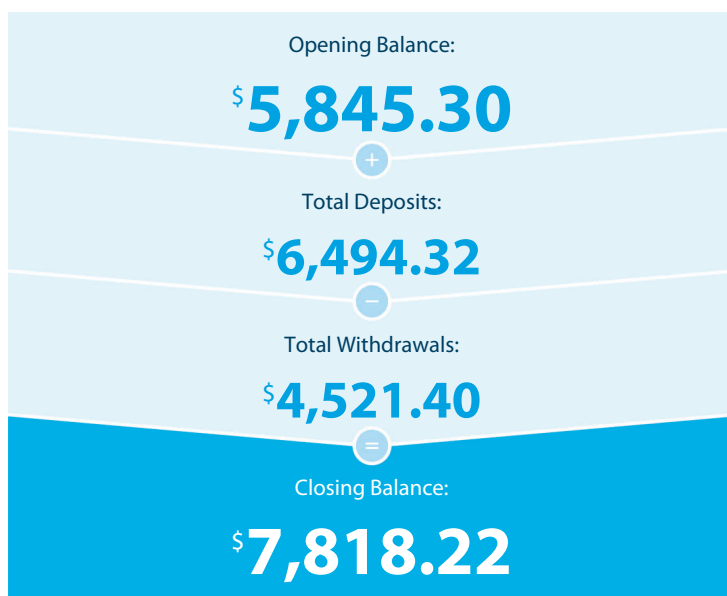 Opening Balance:
$5,845.30
+
Total Deposits:
$6,494.32
−
Total Withdrawals:
$4,521.40
=
Closing Balance:
$7,818.22